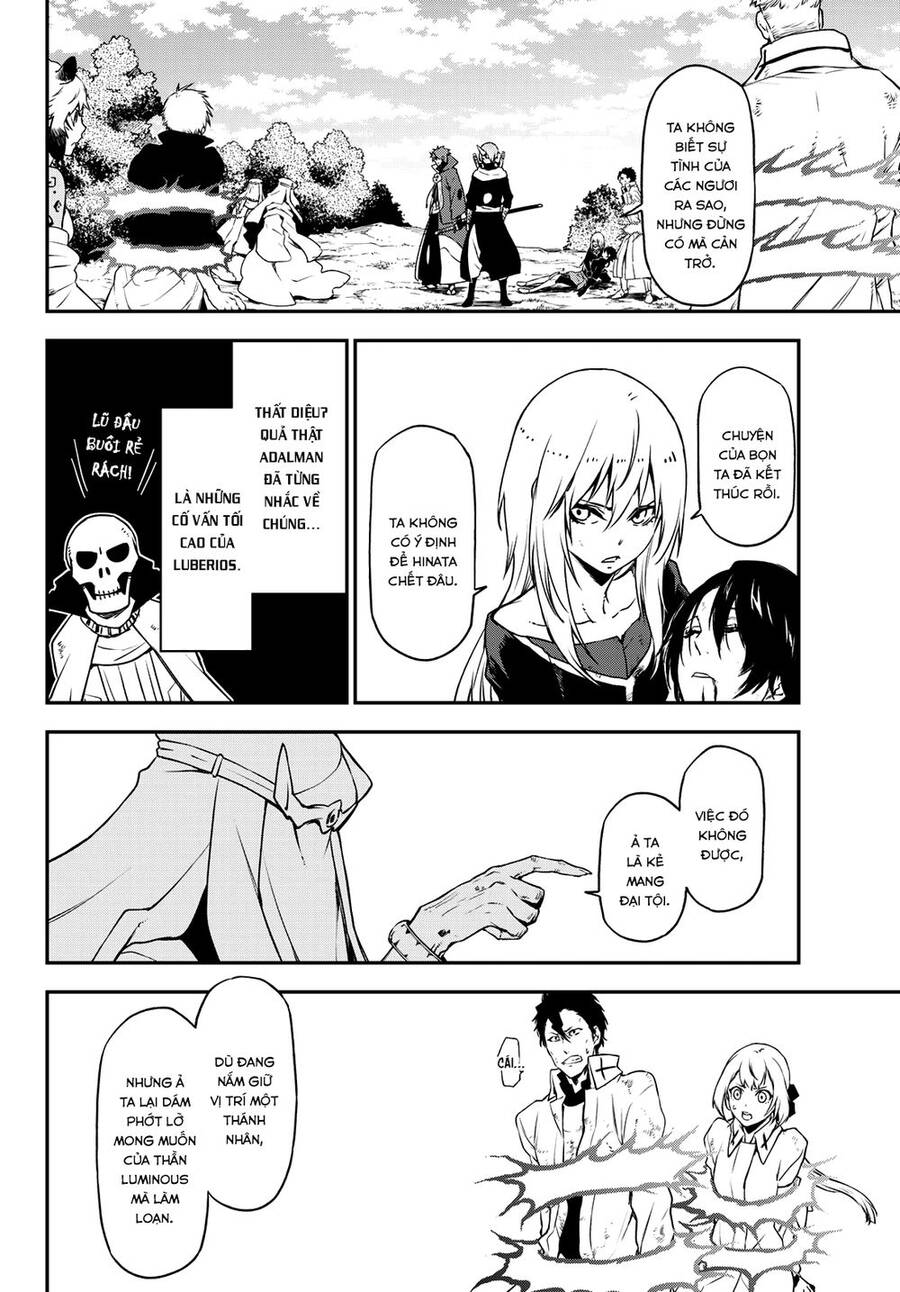 TA KHÔNG
BIẾT SỰ
TÌNH CỦA
CÁC NGƯƠI
RA SAO,
NHƯNG ĐỪNG
CÓ MÀ CẢN
TRỞ.
CHUYỆN
CỦA BỌN
TA ĐÃ KẾT
THÚC RỒI.
TA KHÔNG
CÓ Ý ĐỊNH
ĐỂ HINATA
CHẾT ĐÂU.
THẤT DIỆU?
QUẢ THẬT
ADALMAN
ĐÃ TỪNG
NHẮC VỀ
CHÚNG...
LÀ NHỮNG
CỐ VẤN TỐI
CAO CỦA
LUBERIOS.
LŨ ĐẦU
BUỒI RẺ
RÁCH!
VIỆC ĐÓ
KHÔNG
ĐƯỢC,
Ả TA
LÀ KẺ
MANG
ĐẠI TỘI.
CÁI...
DÙ ĐANG
NẮM GIỮ
VỊ TRÍ MỘT
THÁNH
NHÂN,
NHƯNG Ả
TA LẠI DÁM
PHỚT LỜ
MONG MUỐN
CỦA THẦN
LUMINOUS
MÀ LÀM
LOẠN.